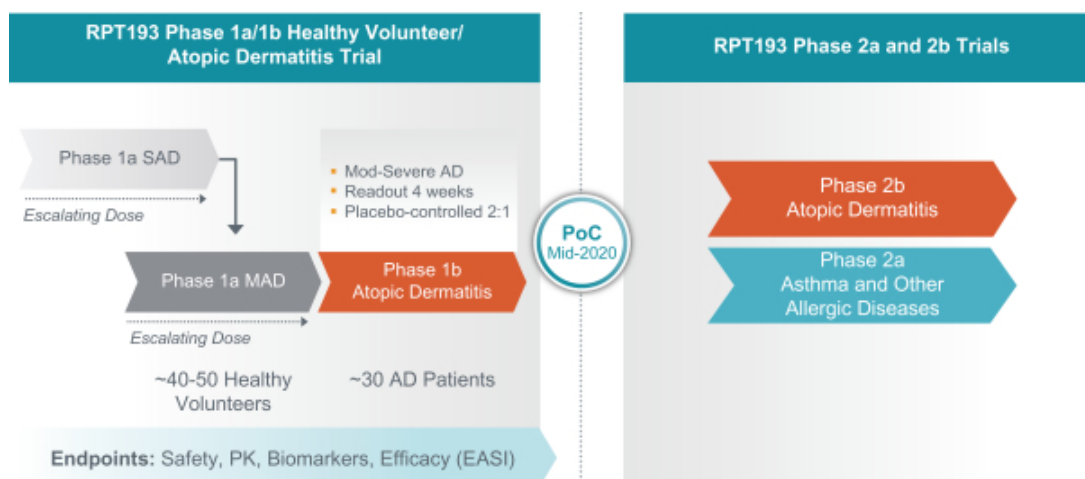 RPT193 Phase 1a/1b Healthy Volunteer/
Atopic Dermatitis Trial
Phase 1a SAD
Escalating Dose
▪ Mod-Severe AD
▪ Readout 4 weeks
▪ Placebo-controlled 2:1
Phase 1a MAD
Escalating Dose
Phase 1b
Atopic Dermatitis
~40-50 Healthy
Volunteers
~30 AD Patients
Endpoints: Safety, PK, Biomarkers, Efficacy (EASI)
PoC
Mid-2020
RPT193 Phase 2a and 2b Trials
Phase 2b
Atopic Dermatitis
Phase 2a
Asthma and Other
Allergic Diseases